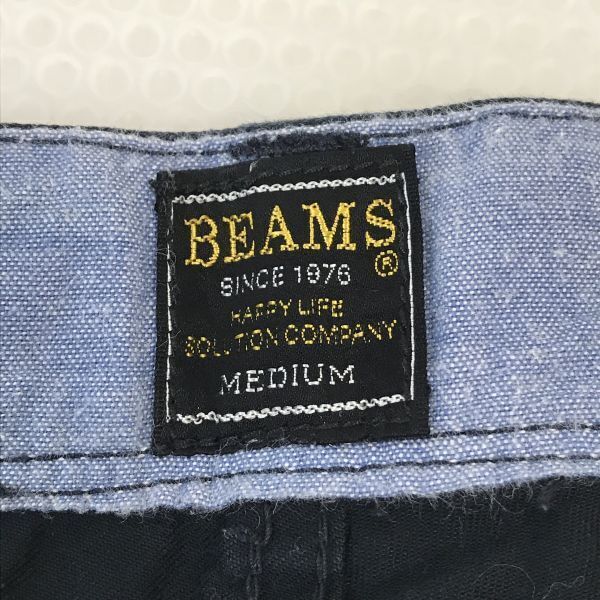 BEAMS
®
SINCE 1976
HAPPY LIFE
SOLUTION COMPANY
MEDIUM